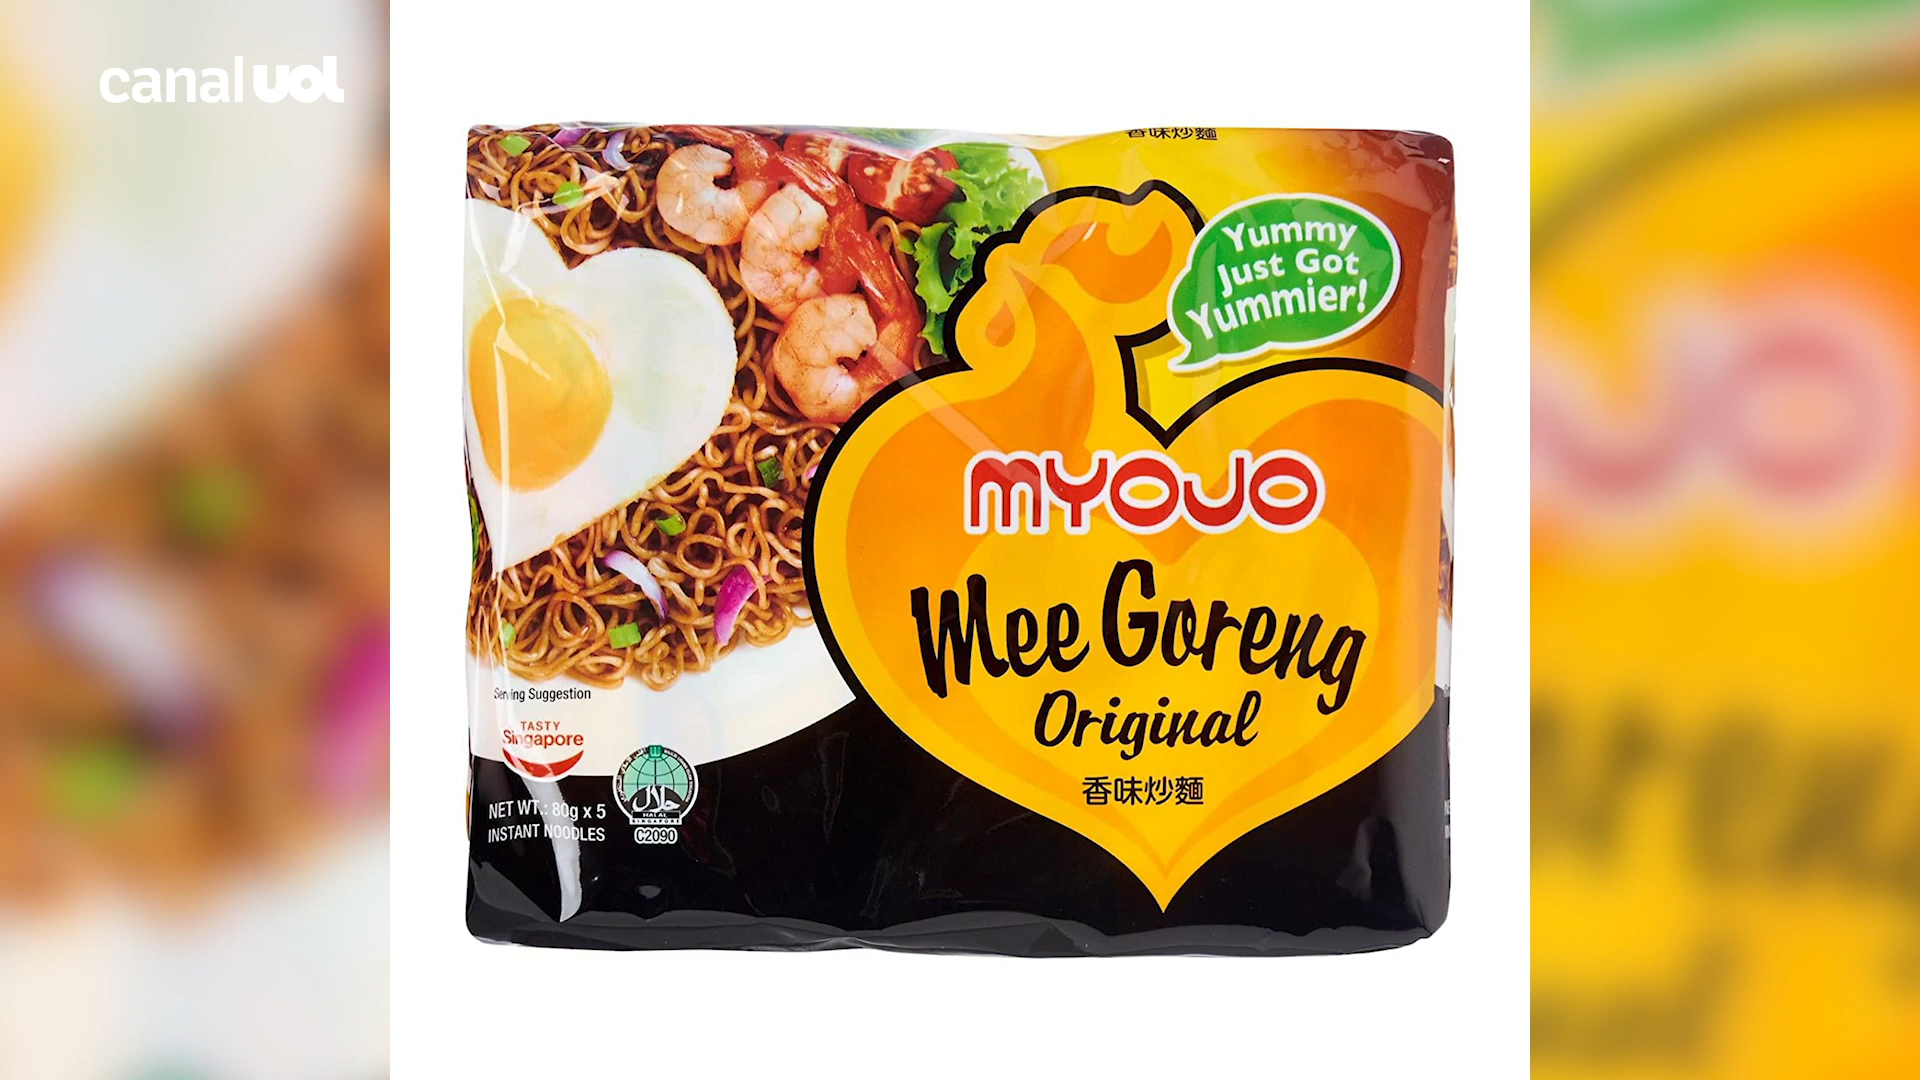 canal uol
香味炒麵
Yummy
Just Got
Yummier!
MYOJO
Mee Goreng
Original
香味炒麵
Serving Suggestion
TASTY
Singapore
NET WT.: 80g x 5
INSTANT NOODLES
حلال
HALAL
SINGAPORE
C2090